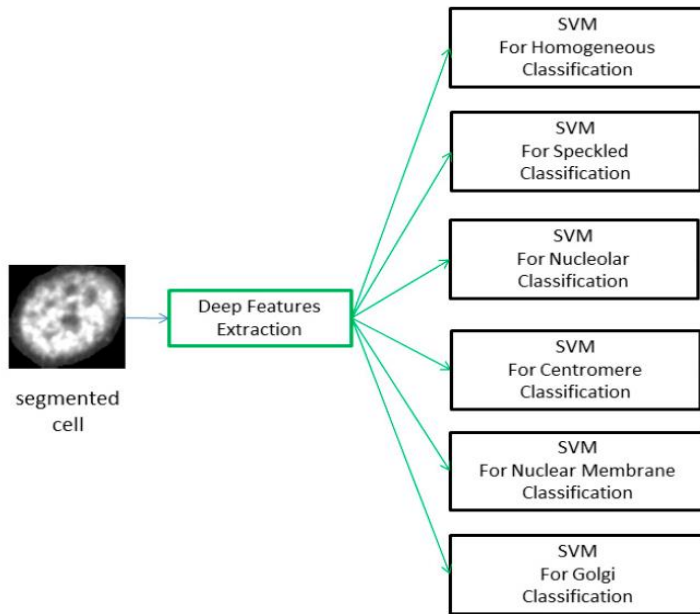 SVM
For Homogeneous
Classification
SVM
For Speckled
Classification
SVM
For Nucleolar
Classification
Deep Features
Extraction
SVM
For Centromere
Classification
segmented
cell
SVM
For Nuclear Membrane
Classification
SVM
For Golgi
Classification